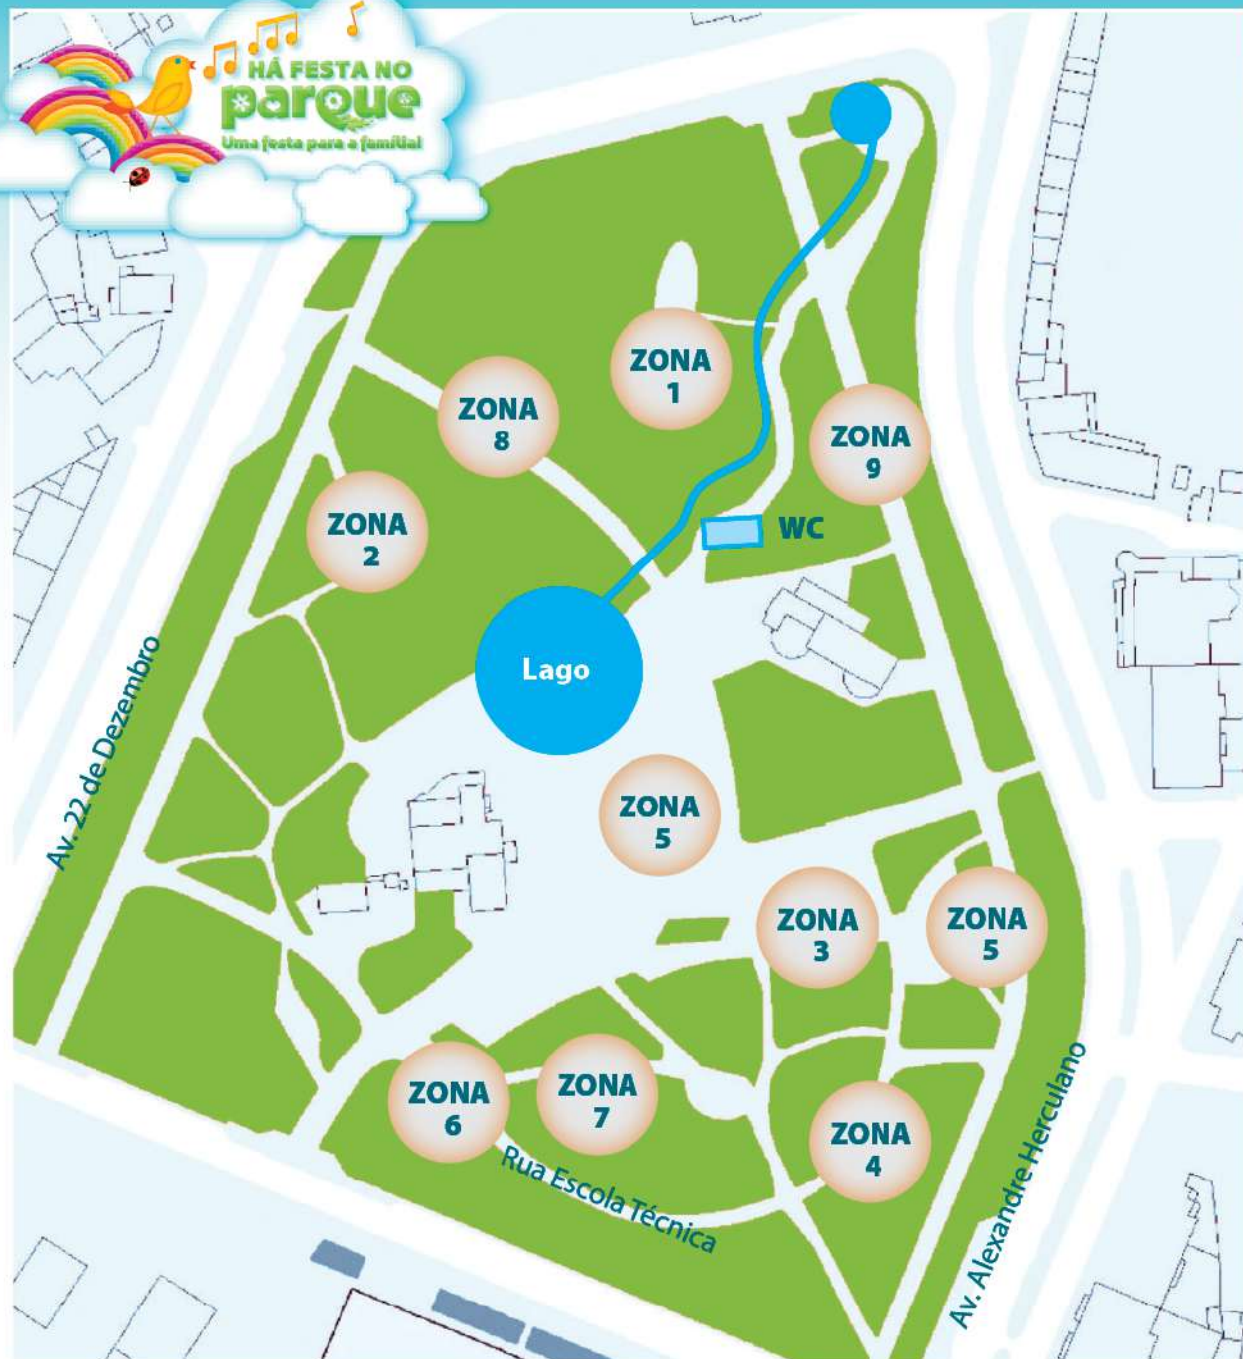 HÁ FESTA NO
parque
Uma festa para a família!
ZONA
1
ZONA
8
ZONA
9
ZONA
2
WC
Lago
Av. 22 de Dezembro
ZONA
5
ZONA
3
ZONA
5
ZONA
6
ZONA
7
ZONA
4
Rua Escola Técnica
Av. Alexandre Herculano